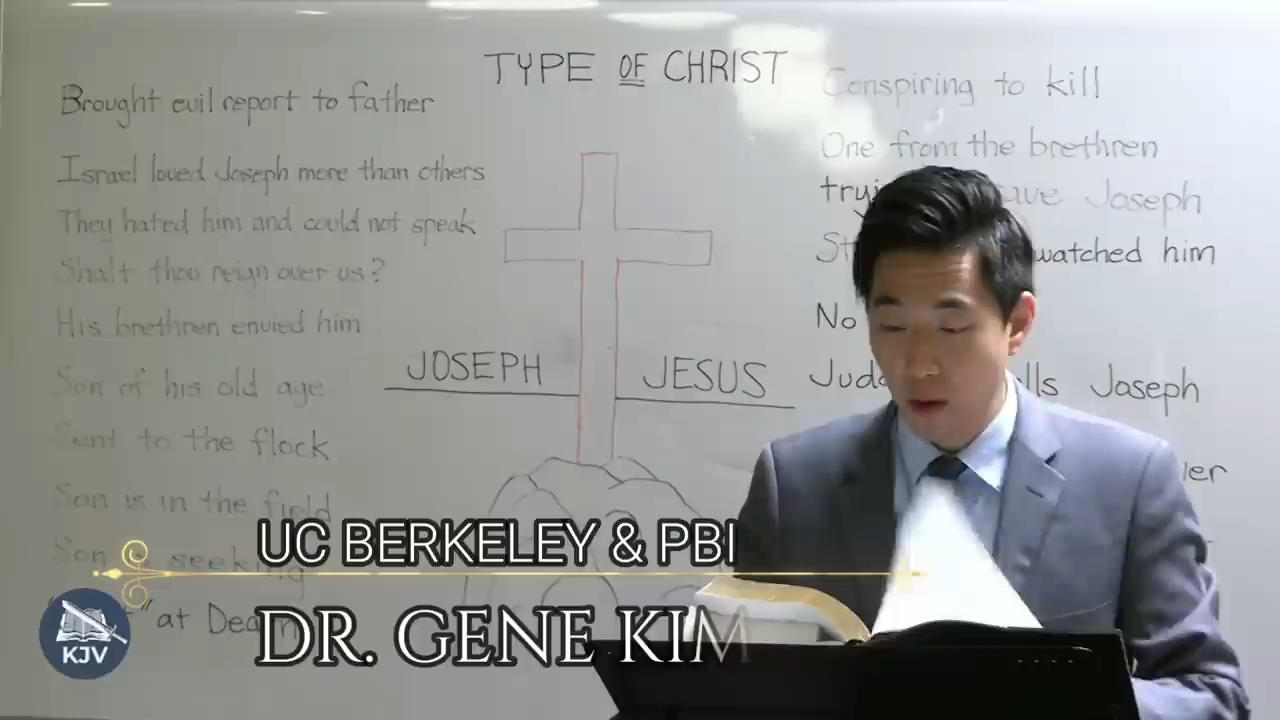 TYPE OF CHRIST
Brought evil report to father
Israel loved Joseph more than others
They hated him and could not speak
Shalt thou reign over us?
His brethren envied him
Son of his old age
Sent to the flock
Son is in the field
Son seeking
at Death
JOSEPH
JESUS
Conspiring to kill
One from the brethren
Joseph
watched him
No
Joseph
UC BERKELEY & PBI
DR. GENE KIM
KJV